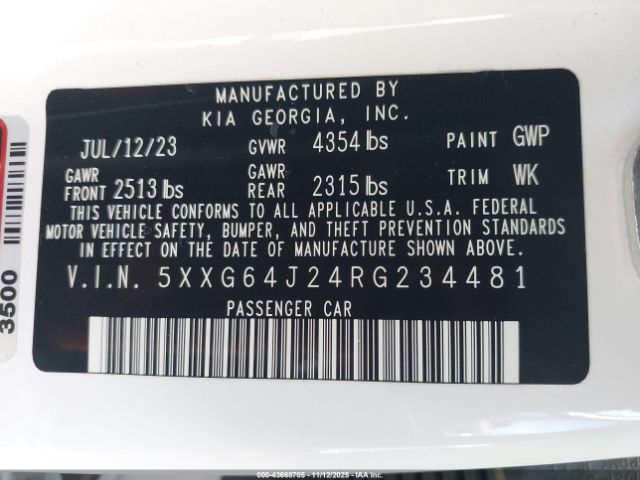 MANUFACTURED BY
KIA GEORGIA, INC.
JUL/12/23 GVWR 4354 lbs PAINT GWP
GAWR FRONT 2513 lbs GAWR REAR 2315 lbs TRIM WK
THIS VEHICLE CONFORMS TO ALL APPLICABLE U.S.A. FEDERAL
MOTOR VEHICLE SAFETY, BUMPER, AND THEFT PREVENTION STANDARDS
IN EFFECT ON THE DATE OF MANUFACTURE SHOWN ABOVE.
V.I.N. 5XXG64J24RG234481
PASSENGER CAR
3500
000-43668705 - 11/12/2025 - IAA Inc.